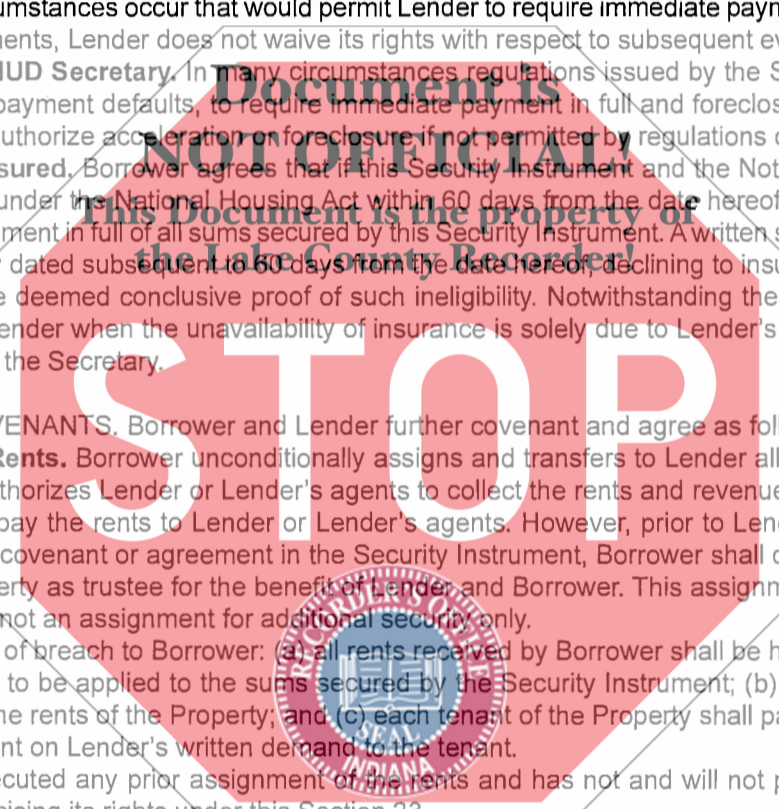 umstances occur that would permit Lender to require immediate paym
ments, Lender does not waive its rights with respect to subsequent ev
HUD Secretary. In many circumstances regulations issued by the S
payment defaults, to require immediate payment in full and foreclos
uthorize acceleration or foreclosure if not permitted by regulations o
sured. Borrower agrees that if this Security Instrument and the Not
under the National Housing Act within 60 days from the date hereof
ment in full of all sums secured by this Security Instrument. A written s
dated subsequent to 60 days from the date hereof, declining to insu
e deemed conclusive proof of such ineligibility. Notwithstanding the
ender when the unavailability of insurance is solely due to Lender's
the Secretary.
VENANTS. Borrower and Lender further covenant and agree as foll
Rents. Borrower unconditionally assigns and transfers to Lender all
thorizes Lender or Lender's agents to collect the rents and revenue
pay the rents to Lender or Lender's agents. However, prior to Len
covenant or agreement in the Security Instrument, Borrower shall c
erty as trustee for the benefit of Lender and Borrower. This assignm
not an assignment for additional security only.
of breach to Borrower: (a) all rents received by Borrower shall be h
to be applied to the sums secured by the Security Instrument; (b)
he rents of the Property; and (c) each tenant of the Property shall pa
nt on Lender's written demand to the tenant.
ecuted any prior assignment of the rents and has not and will not p
cising its rights under this Section 23.
Document is
NOT OFFICIAL!
This Document is the property of
the Lake County Recorder!
STOP
RECORDER'S OFFICE
SEAL
INDIANA